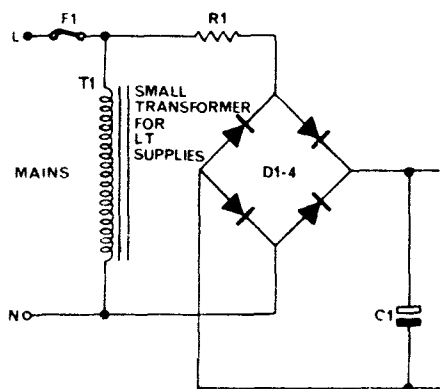 L
F1
R1
T1
SMALL
TRANSFORMER
FOR
LT
SUPPLIES
D1-4
MAINS
N
C1